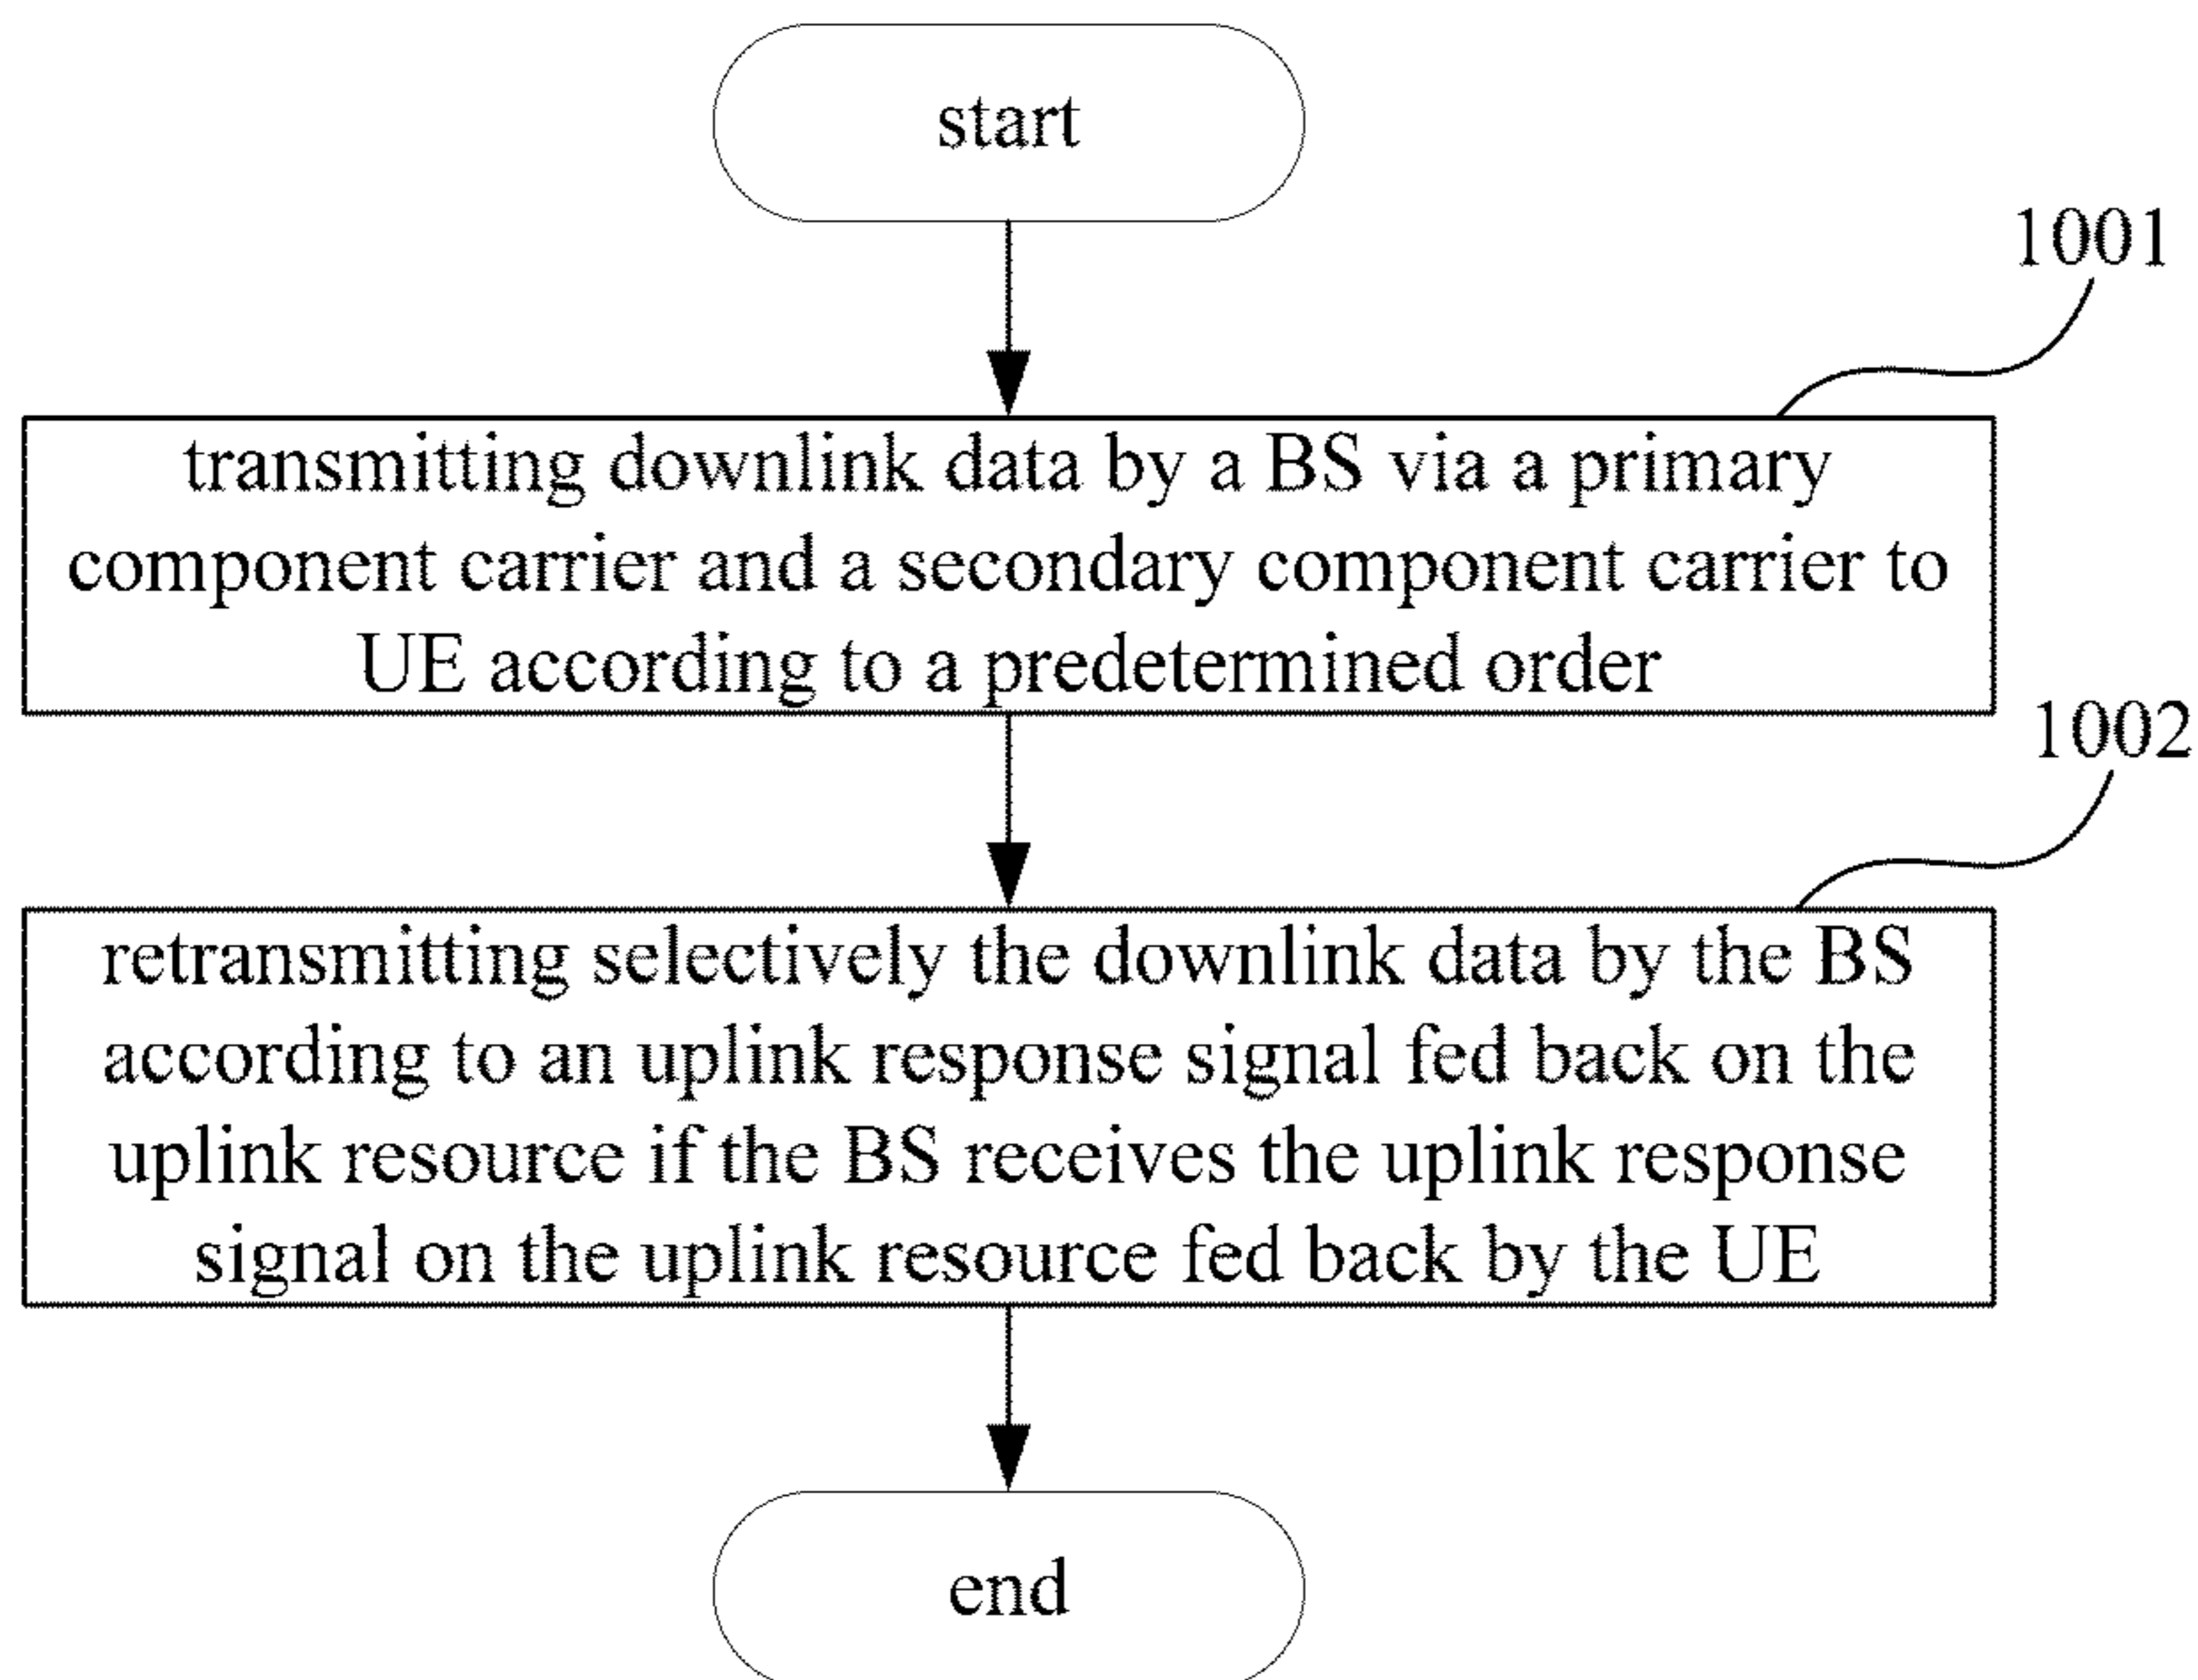 start
1001
transmitting downlink data by a BS via a primary
component carrier and a secondary component carrier to
UE according to a predetermined order
1002
retransmitting selectively the downlink data by the BS
according to an uplink response signal fed back on the
uplink resource if the BS receives the uplink response
signal on the uplink resource fed back by the UE
end